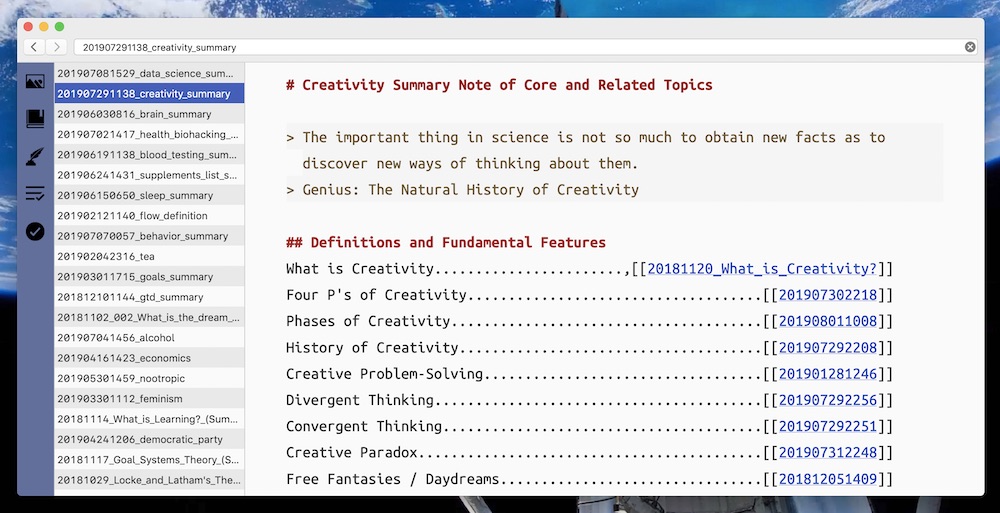 201907291138_creativity_summary
201907081529_data_science_sum...
201907291138_creativity_summary
201906030816_brain_summary
201907021417_health_biohacking_...
201906191138_blood_testing_sum...
201906241431_supplements_list_s...
201906150650_sleep_summary
201902121140_flow_definition
201907070057_behavior_summary
201902042316_tea
201903011715_goals_summary
201812101144_gtd_summary
20181102_002_What_is_the_dream_...
201907041456_alcohol
201904161423_economics
201905301459_nootropic
201903301112_feminism
20181114_What_is_Learning?_(Sum...
201904241206_democratic_party
20181117_Goal_Systems_Theory_(S...
20181029_Locke_and_Latham's_The...
# Creativity Summary Note of Core and Related Topics
> The important thing in science is not so much to obtain new facts as to
discover new ways of thinking about them.
> Genius: The Natural History of Creativity
## Definitions and Fundamental Features
What is Creativity.......................,[[20181120_What_is_Creativity?]]
Four P's of Creativity....................................[[201907302218]]
Phases of Creativity......................................[[201908011008]]
History of Creativity.....................................[[201907292208]]
Creative Problem-Solving..................................[[201901281246]]
Divergent Thinking........................................[[201907292256]]
Convergent Thinking.......................................[[201907292251]]
Creative Paradox..........................................[[201907312248]]
Free Fantasies / Daydreams................................[[201812051409]]